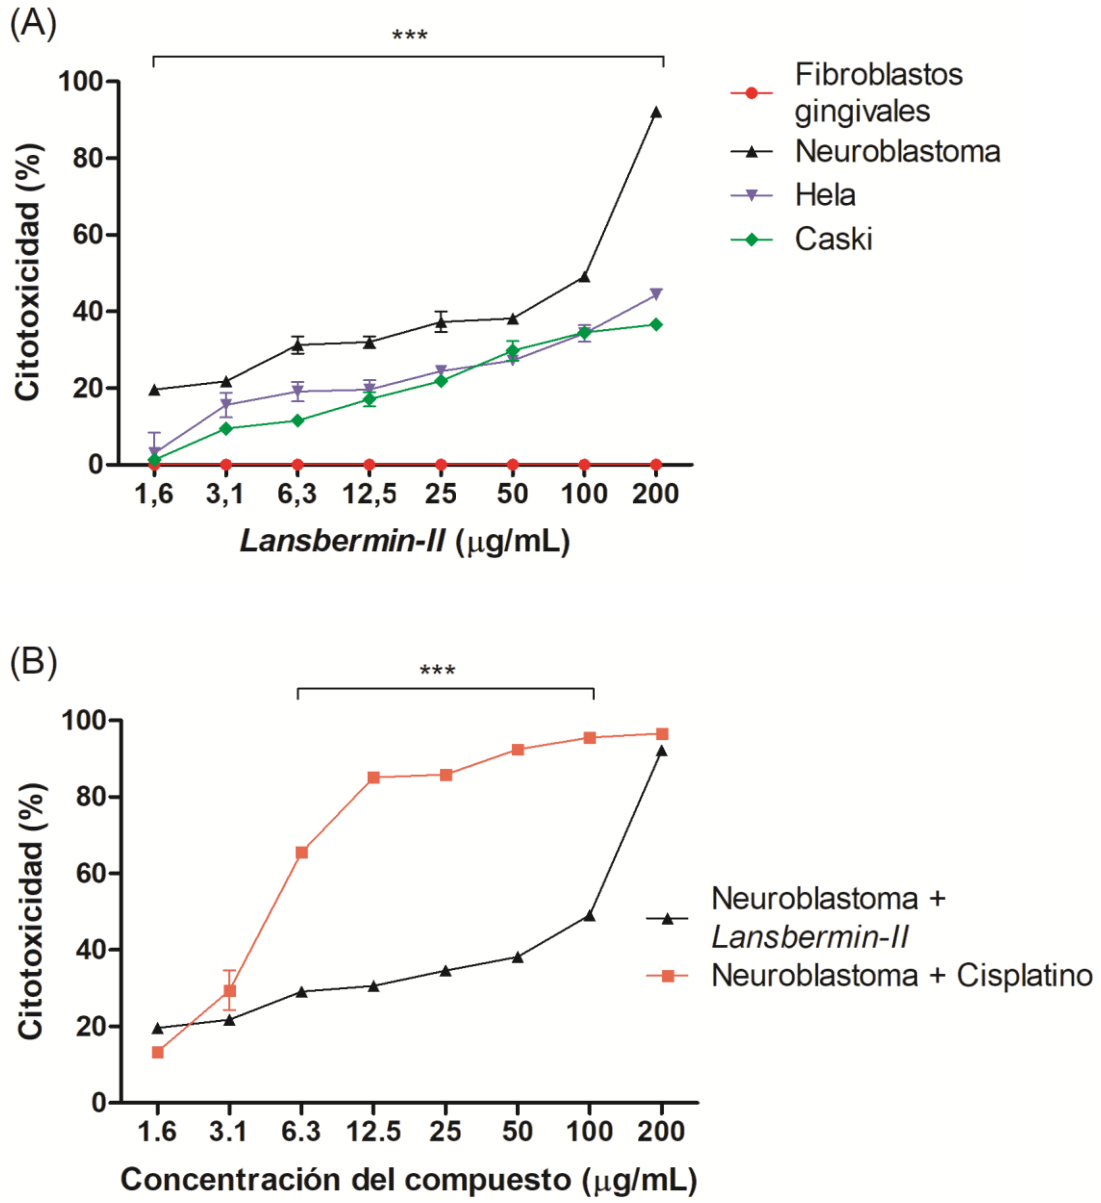 (A)
***
100
80
60
40
20
0
Citotoxicidad (%)
1,6 3,1 6,3 12,5 25 50 100 200
Lansbermin-II (μg/mL)
Fibroblastos
gingivales
Neuroblastoma
Hela
Caski
(B)
***
100
80
60
40
20
0
Citotoxicidad (%)
1.6 3.1 6.3 12.5 25 50 100 200
Concentración del compuesto (μg/mL)
Neuroblastoma +
Lansbermin-II
Neuroblastoma + Cisplatino